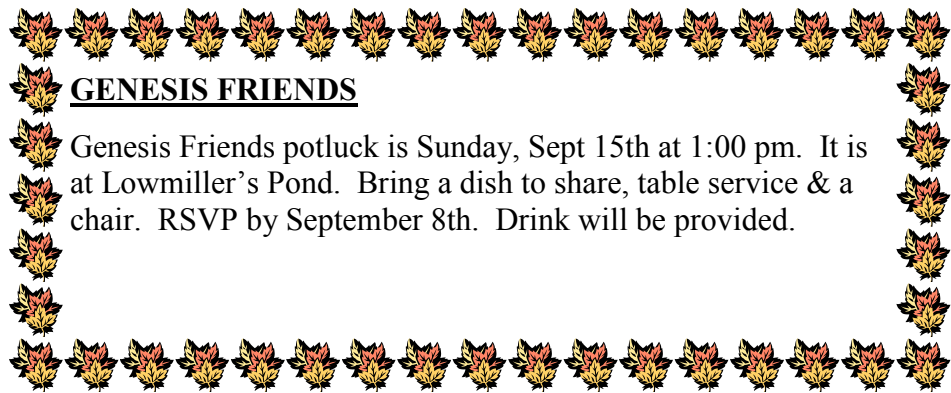 GENESIS FRIENDS
Genesis Friends potluck is Sunday, Sept 15th at 1:00 pm.  It is
at Lowmiller’s Pond.  Bring a dish to share, table service & a
chair.  RSVP by September 8th.  Drink will be provided.